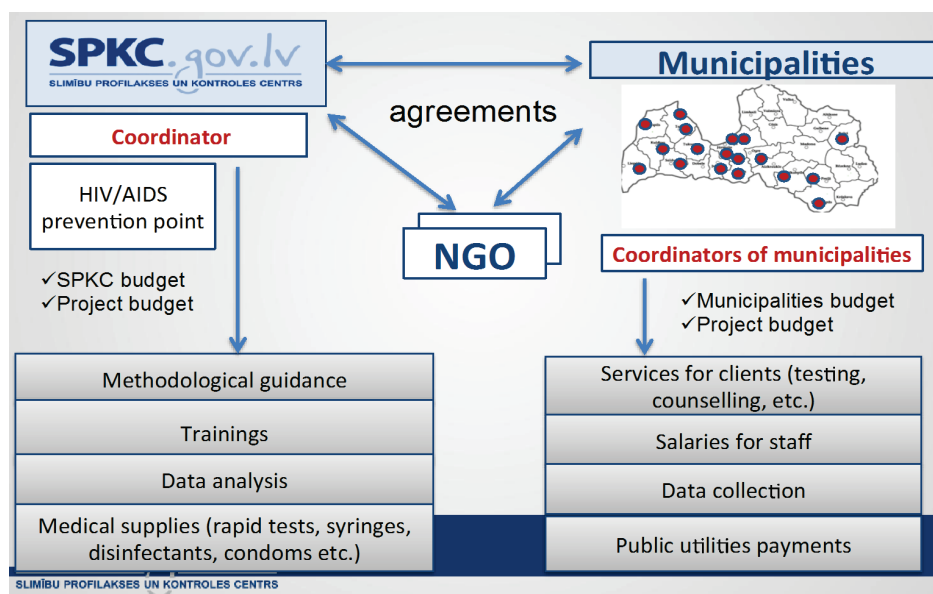 SPKC.gov.lv
SLIMĪBU PROFILAKSES UN KONTROLES CENTRS
Municipalities
agreements
Coordinator
HIV/AIDS
prevention point
NGO
Coordinators of municipalities
✓SPKC budget
✓Project budget
✓Municipalities budget
✓Project budget
Methodological guidance
Trainings
Data analysis
Medical supplies (rapid tests, syringes,
disinfectants, condoms etc.)
Services for clients (testing,
counselling, etc.)
Salaries for staff
Data collection
Public utilities payments
SLIMĪBU PROFILAKSES UN KONTROLES CENTRS